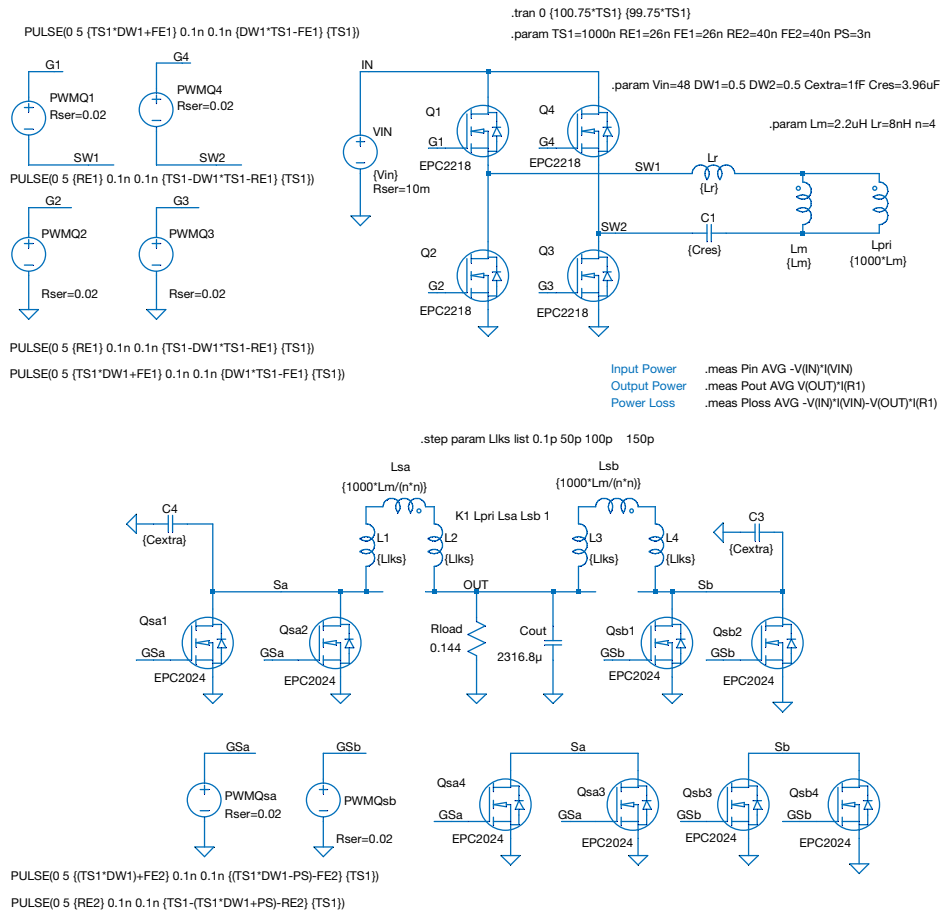 .tran 0 {100.75*TS1} {99.75*TS1}
PULSE(0 5 {TS1*DW1+FE1} 0.1n 0.1n {DW1*TS1-FE1} {TS1})
.param TS1=1000n RE1=26n FE1=26n RE2=40n FE2=40n PS=3n
G1
G4
IN
PWMQ1
Rser=0.02
PWMQ4
Rser=0.02
.param Vin=48 DW1=0.5 DW2=0.5 Cextra=1fF Cres=3.96uF
Q1
Q4
.param Lm=2.2uH Lr=8nH n=4
VIN
{Vin}
Rser=10m
G1
G4
EPC2218
EPC2218
SW1
SW2
SW1
Lr
{Lr}
PULSE(0 5 {RE1} 0.1n 0.1n {TS1-DW1*TS1-RE1} {TS1})
G2
G3
PWMQ2
PWMQ3
Rser=0.02
Rser=0.02
SW2
C1
{Cres}
Lm
{Lm}
Lpri
{1000*Lm}
Q2
Q3
G2
G3
EPC2218
EPC2218
PULSE(0 5 {RE1} 0.1n 0.1n {TS1-DW1*TS1-RE1} {TS1})
PULSE(0 5 {TS1*DW1+FE1} 0.1n 0.1n {DW1*TS1-FE1} {TS1})
Input Power .meas Pin AVG -V(IN)*I(VIN)
Output Power .meas Pout AVG V(OUT)*I(R1)
Power Loss .meas Ploss AVG -V(IN)*I(VIN)-V(OUT)*I(R1)
.step param Llks list 0.1p 50p 100p 150p
Lsa
{1000*Lm/(n*n)}
Lsb
{1000*Lm/(n*n)}
K1 Lpri Lsa Lsb 1
C4
{Cextra}
C3
{Cextra}
L1
{Llks}
L2
{Llks}
L3
{Llks}
L4
{Llks}
Sa
OUT
Sb
Qsa1
Qsa2
Rload
0.144
Cout
2316.8µ
Qsb1
Qsb2
GSa
GSa
GSb
GSb
EPC2024
EPC2024
EPC2024
EPC2024
GSa
GSb
Sa
Sb
PWMQsa
Rser=0.02
PWMQsb
Rser=0.02
Qsa4
Qsa3
Qsb3
Qsb4
GSa
GSa
GSb
GSb
EPC2024
EPC2024
EPC2024
EPC2024
PULSE(0 5 {(TS1*DW1)+FE2} 0.1n 0.1n {(TS1*DW1-PS)-FE2} {TS1})
PULSE(0 5 {RE2} 0.1n 0.1n {TS1-(TS1*DW1+PS)-RE2} {TS1})